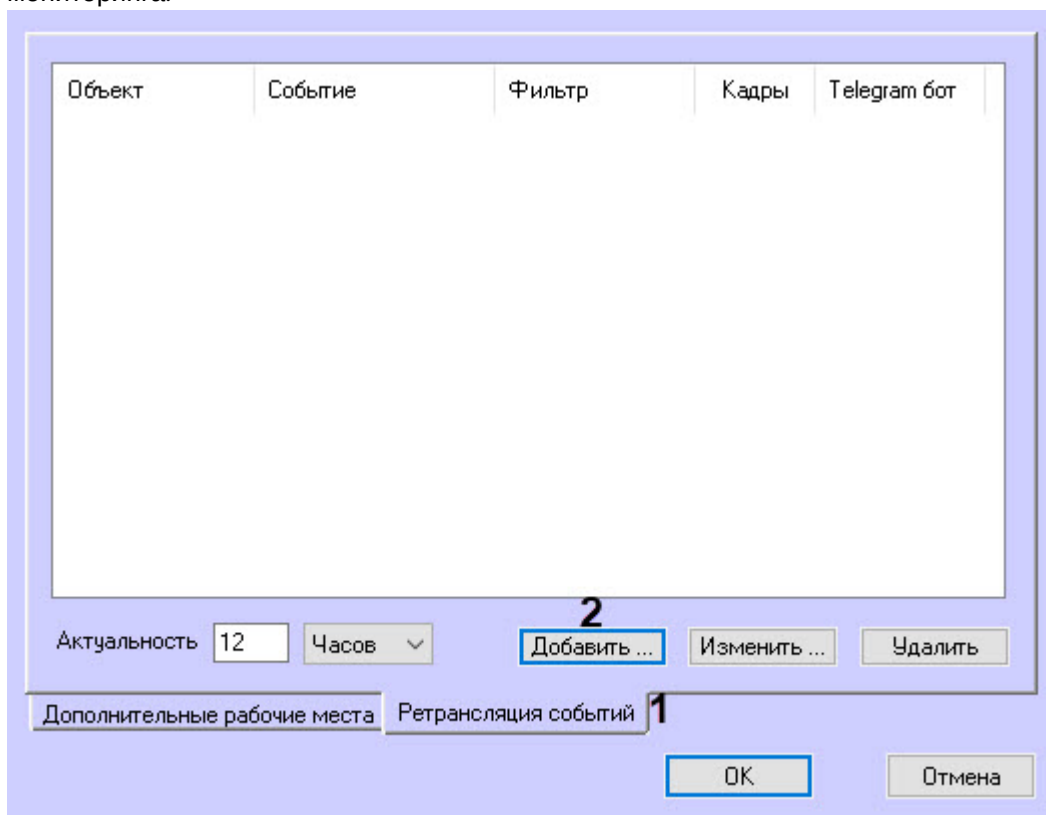 Объект Событие Фильтр Кадры Telegram бот
2
Актуальность 12 Часов Добавить ... Изменить ... Удалить
Дополнительные рабочие места Ретрансляция событий 1
OK Отмена